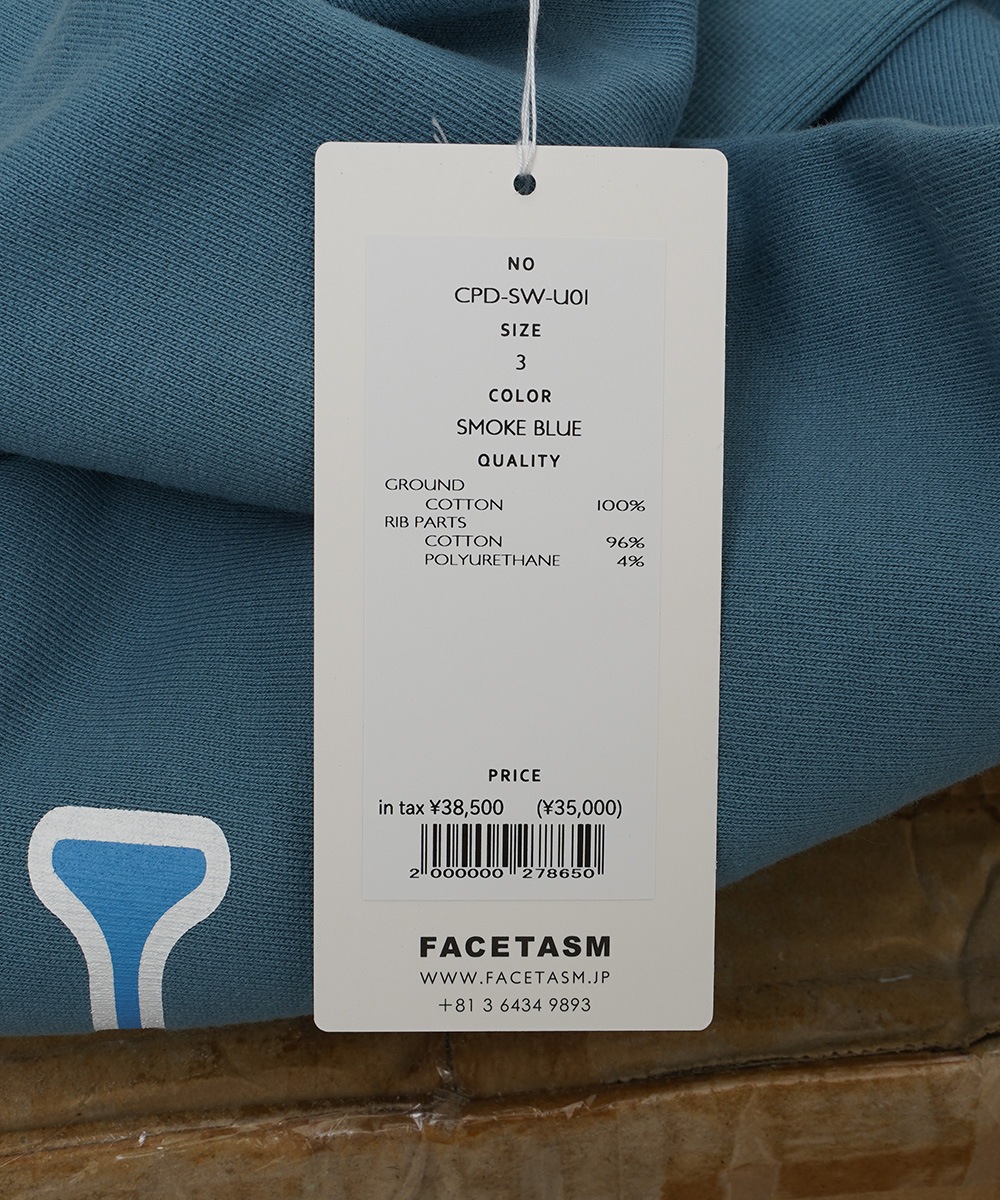 NO
CPD-SW-U01
SIZE
3
COLOR
SMOKE BLUE
QUALITY
GROUND
COTTON 100%
RIB PARTS
COTTON 96%
POLYURETHANE 4%
PRICE
in tax ¥38,500 (¥35,000)
2 000000 278650
FACETASM
WWW.FACETASM.JP
+81 3 6434 9893